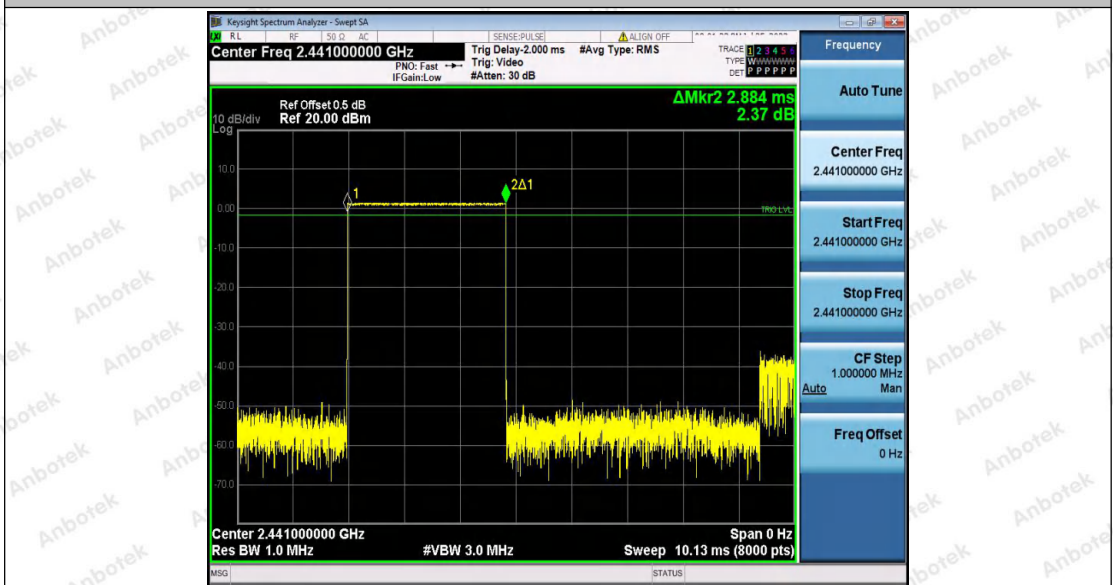 Keysight Spectrum Analyzer - Swept SA
RL RF 50 Ω AC SENSE:PULSE ALIGN OFF
Center Freq 2.441000000 GHz
PNO: Fast
IFGain:Low
Trig Delay-2.000 ms
Trig: Video
#Atten: 30 dB
#Avg Type: RMS
TRACE 1 2 3 4 5 6
TYPE WWWWWW
DET P P P P P P
ΔMkr2 2.884 ms
2.37 dB
Ref Offset 0.5 dB
10 dB/div Ref 20.00 dBm
Log
10.0
0.00
-10.0
-20.0
-30.0
-40.0
-50.0
-60.0
-70.0
1
2Δ1
TRIG LVL
Center 2.441000000 GHz
Span 0 Hz
Res BW 1.0 MHz
#VBW 3.0 MHz
Sweep 10.13 ms (8000 pts)
MSG
STATUS
Frequency
Auto Tune
Center Freq
2.441000000 GHz
Start Freq
2.441000000 GHz
Stop Freq
2.441000000 GHz
CF Step
1.000000 MHz
Auto Man
Freq Offset
0 Hz
Anbotek